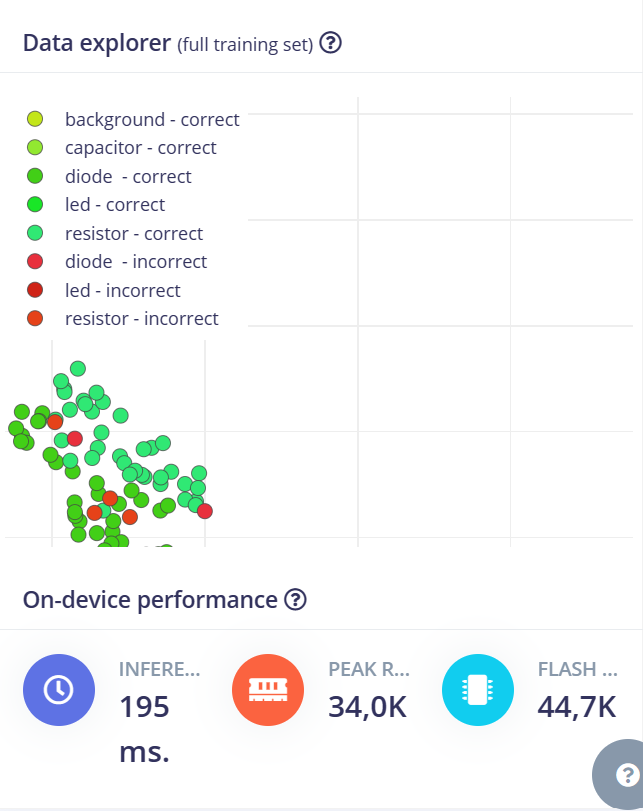 Data explorer (full training set) ?
background - correct
capacitor - correct
diode - correct
led - correct
resistor - correct
diode - incorrect
led - incorrect
resistor - incorrect
On-device performance ?
INFERE... PEAK R... FLASH ...
195 ms. 34,0K 44,7K
?